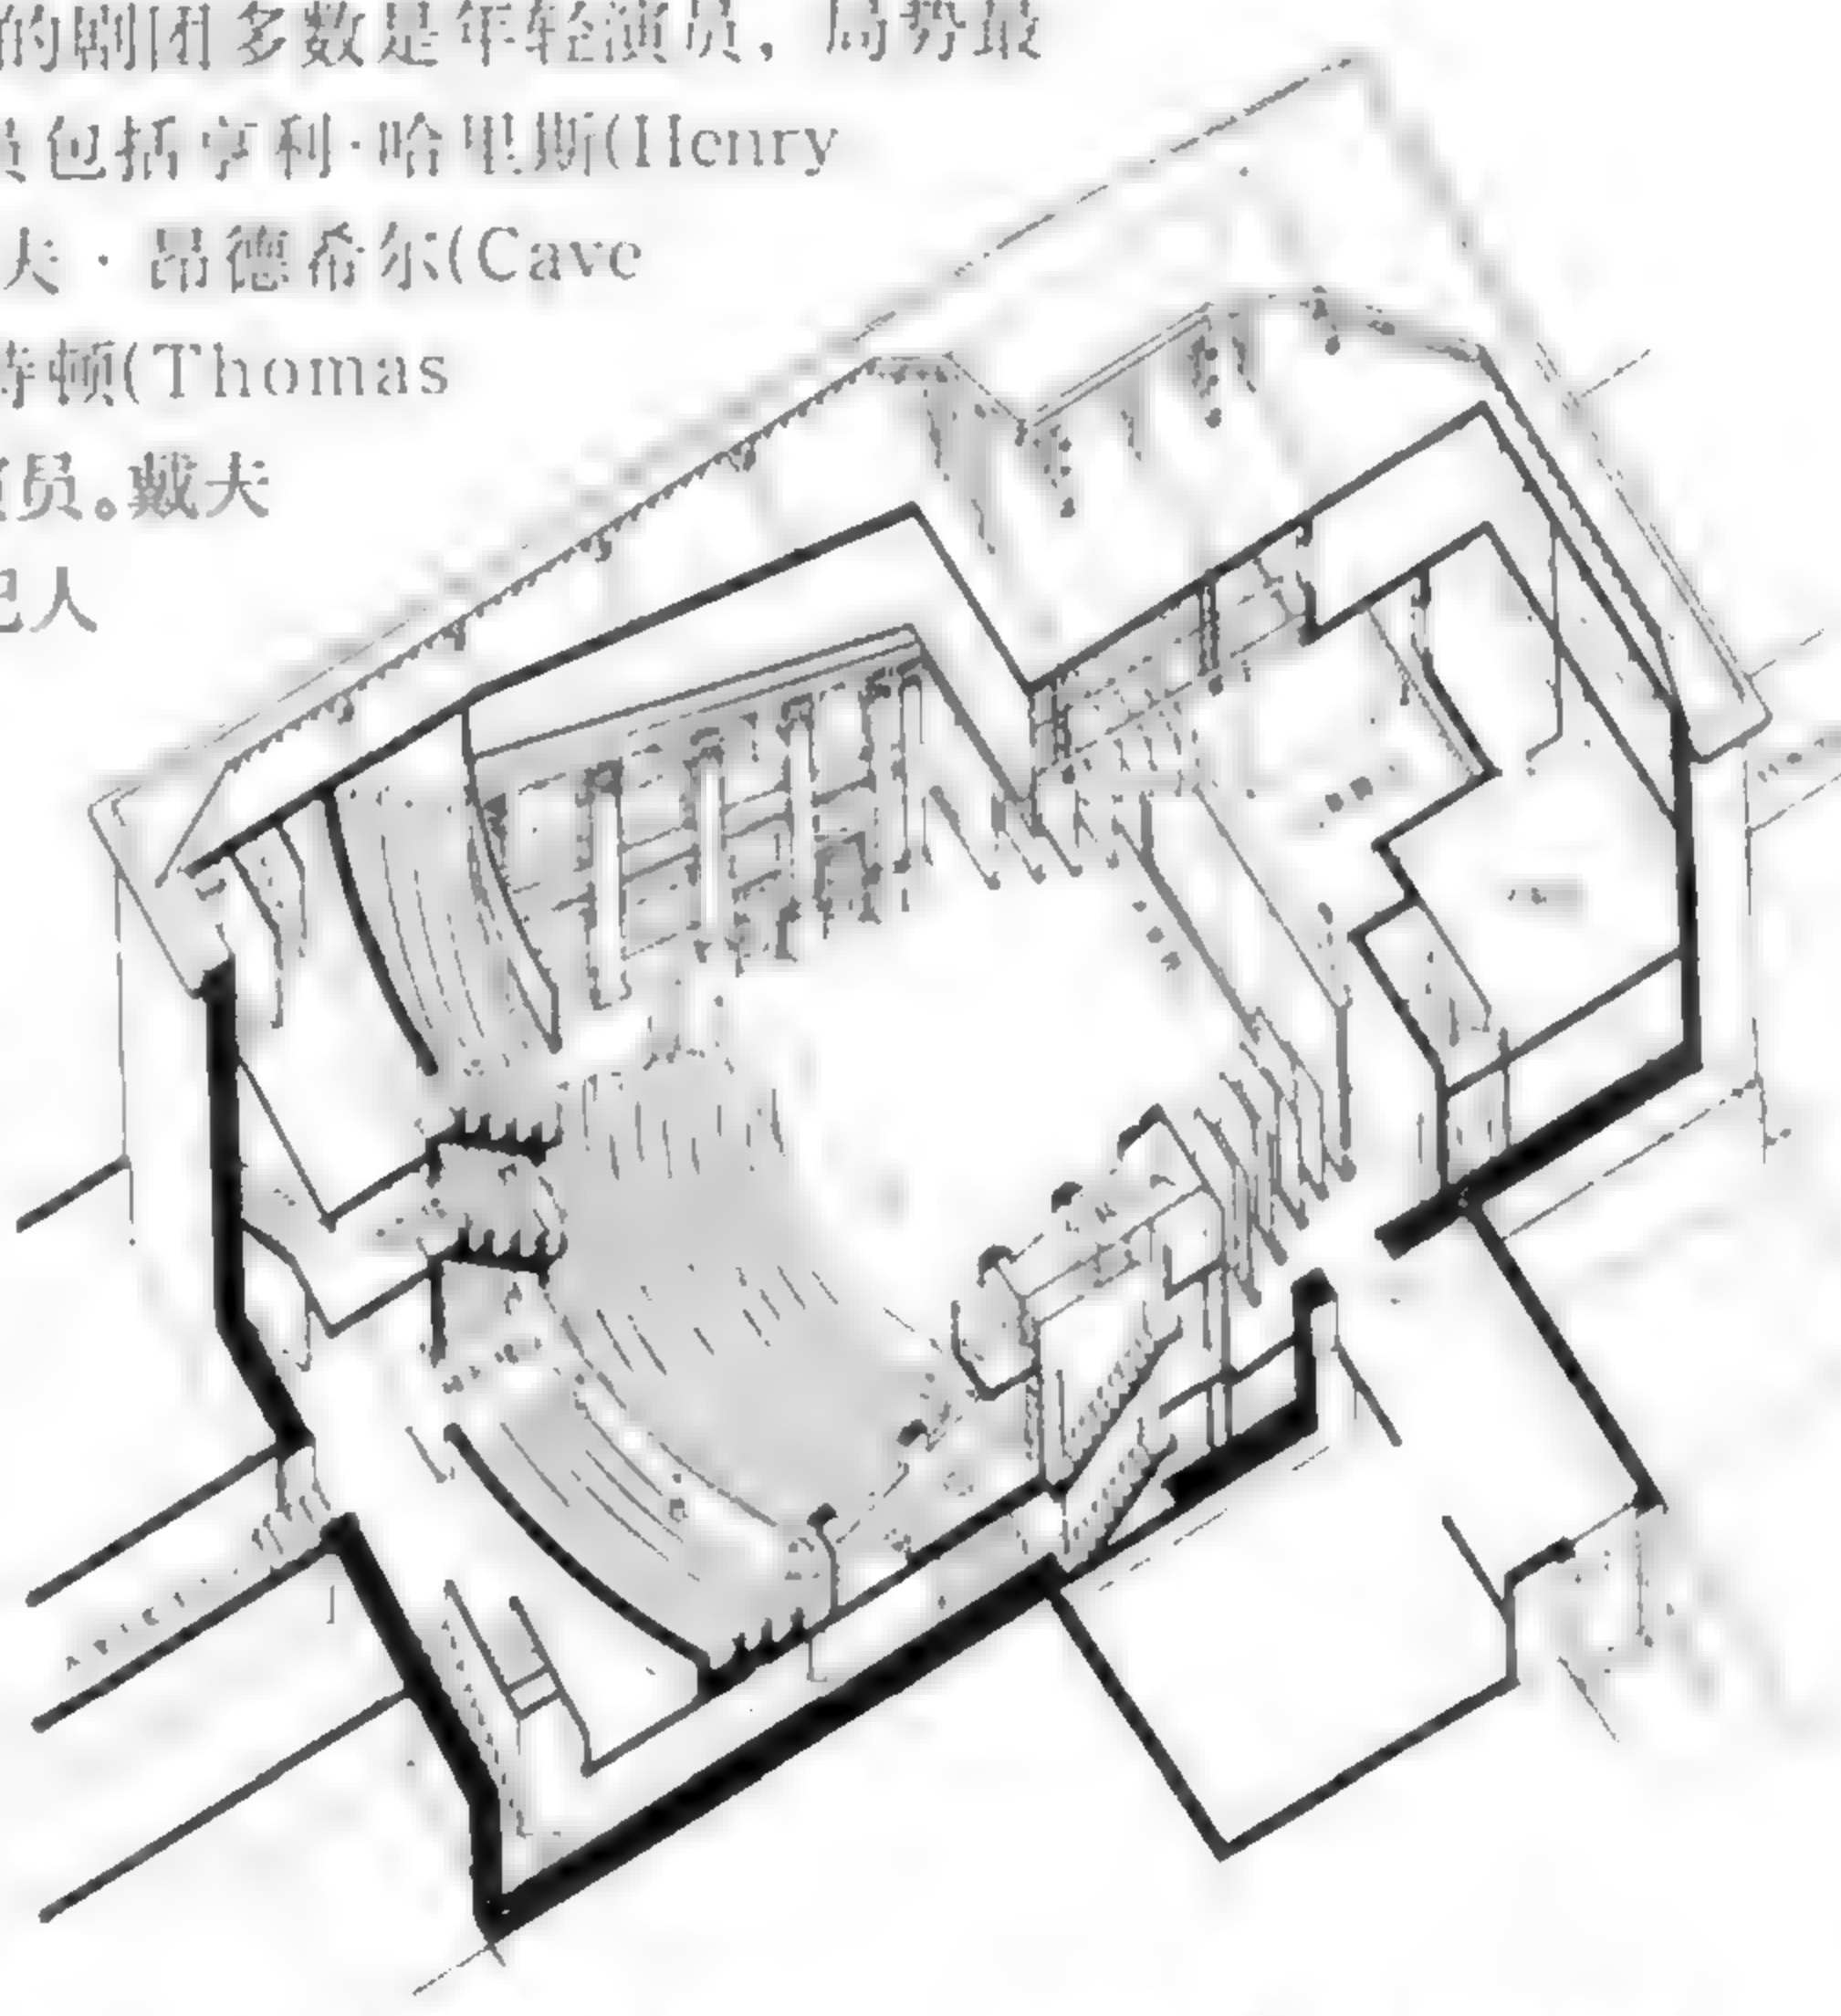 的剧团多数是年轻演员，局势最
员包括亨利·哈里斯(Henry
夫·昂德希尔(Cave
特顿(Thomas
演员。戴夫
纪人